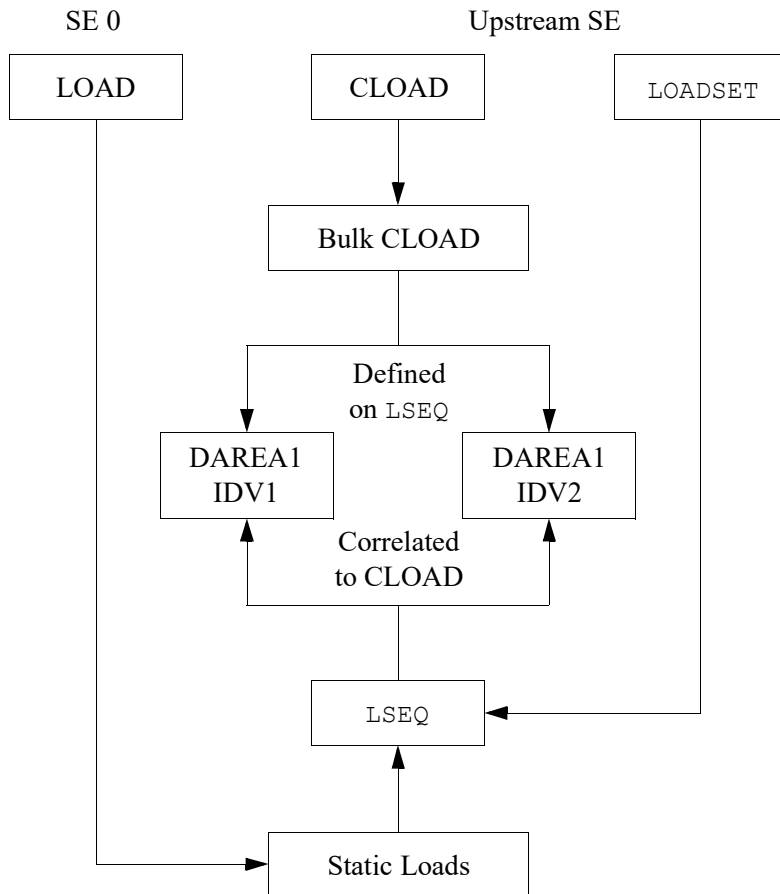 SE 0
Upstream SE
LOAD
CLOAD
LOADSET
Bulk CLOAD
Defined
on LSEQ
DAREA1
IDV1
DAREA1
IDV2
Correlated
to CLOAD
LSEQ
Static Loads